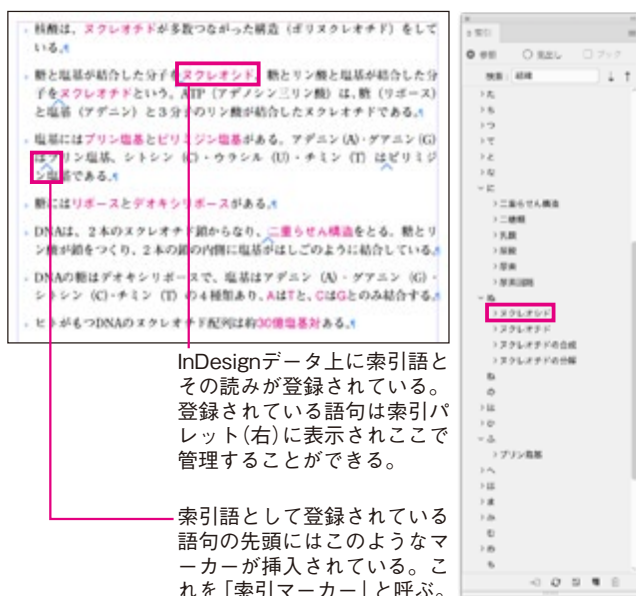 核酸は、ヌクレオチドが多数つながった構造（ポリヌクレオチド）をして
いる。
糖と塩基が結合した分子をヌクレオシド、糖とリン酸と塩基が結合した分
子をヌクレオチドという。ATP（アデノシン三リン酸）は、糖（リボース）
と塩基（アデニン）と3分子のリン酸が結合したヌクレオチドである。
塩基にはプリン塩基とピリミジン塩基がある。アデニン(A)・グアニン(G)
はプリン塩基、シトシン（C）・ウラシル（U）・チミン（T）はピリミジ
ン塩基である。
糖にはリボースとデオキシリボースがある。
DNAは、2本のヌクレオチド鎖からなり、二重らせん構造をとる。糖とリ
ン酸が鎖をつくり、2本の鎖の内側に塩基がはしごのように結合している。
DNAの糖はデオキシリボースで、塩基はアデニン（A）・グアニン（G）・
シトシン（C）・チミン（T）の4種類あり、AはTと、CはGとのみ結合する。
ヒトがもつDNAのヌクレオチド配列は約30億塩基対ある。
InDesignデータ上に索引語と
その読みが登録されている。
登録されている語句は索引パ
レット（右）に表示されここで
管理することができる。
索引語として登録されている
語句の先頭にはこのようなマ
ーカーが挿入されている。こ
れを「索引マーカー」と呼ぶ。
索引
参照
検索：
た
ち
つ
て
と
な
に
二重らせん構造
二糖類
乳酸
尿酸
尿素
尿素回路
ぬ
ヌクレオシド
ヌクレオチド
ヌクレオチドの合成
ヌクレオチドの分解
ね
の
は
ひ
ふ
プリン塩基
へ
ほ
ま
み
む
め
も